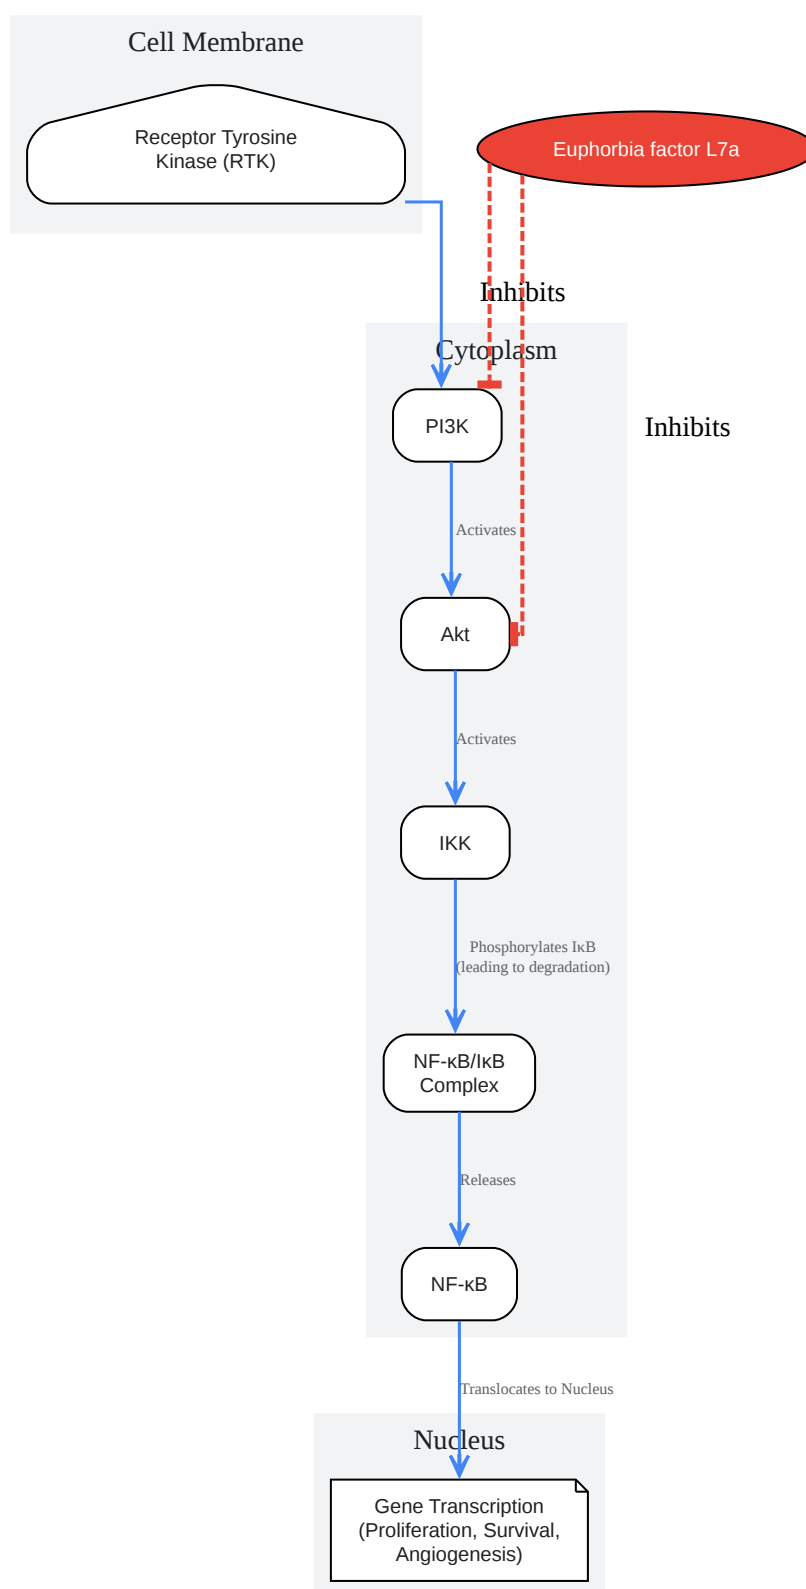 Cell Membrane
Receptor Tyrosine
Kinase (RTK)
Euphorbia factor L7a
Inhibits
Cytoplasm
PI3K
Inhibits
Activates
Akt
Activates
IKK
Phosphorylates IκB
(leading to degradation)
NF-κB/IκB
Complex
Releases
NF-κB
Translocates to Nucleus
Nucleus
Gene Transcription
(Proliferation, Survival,
Angiogenesis)